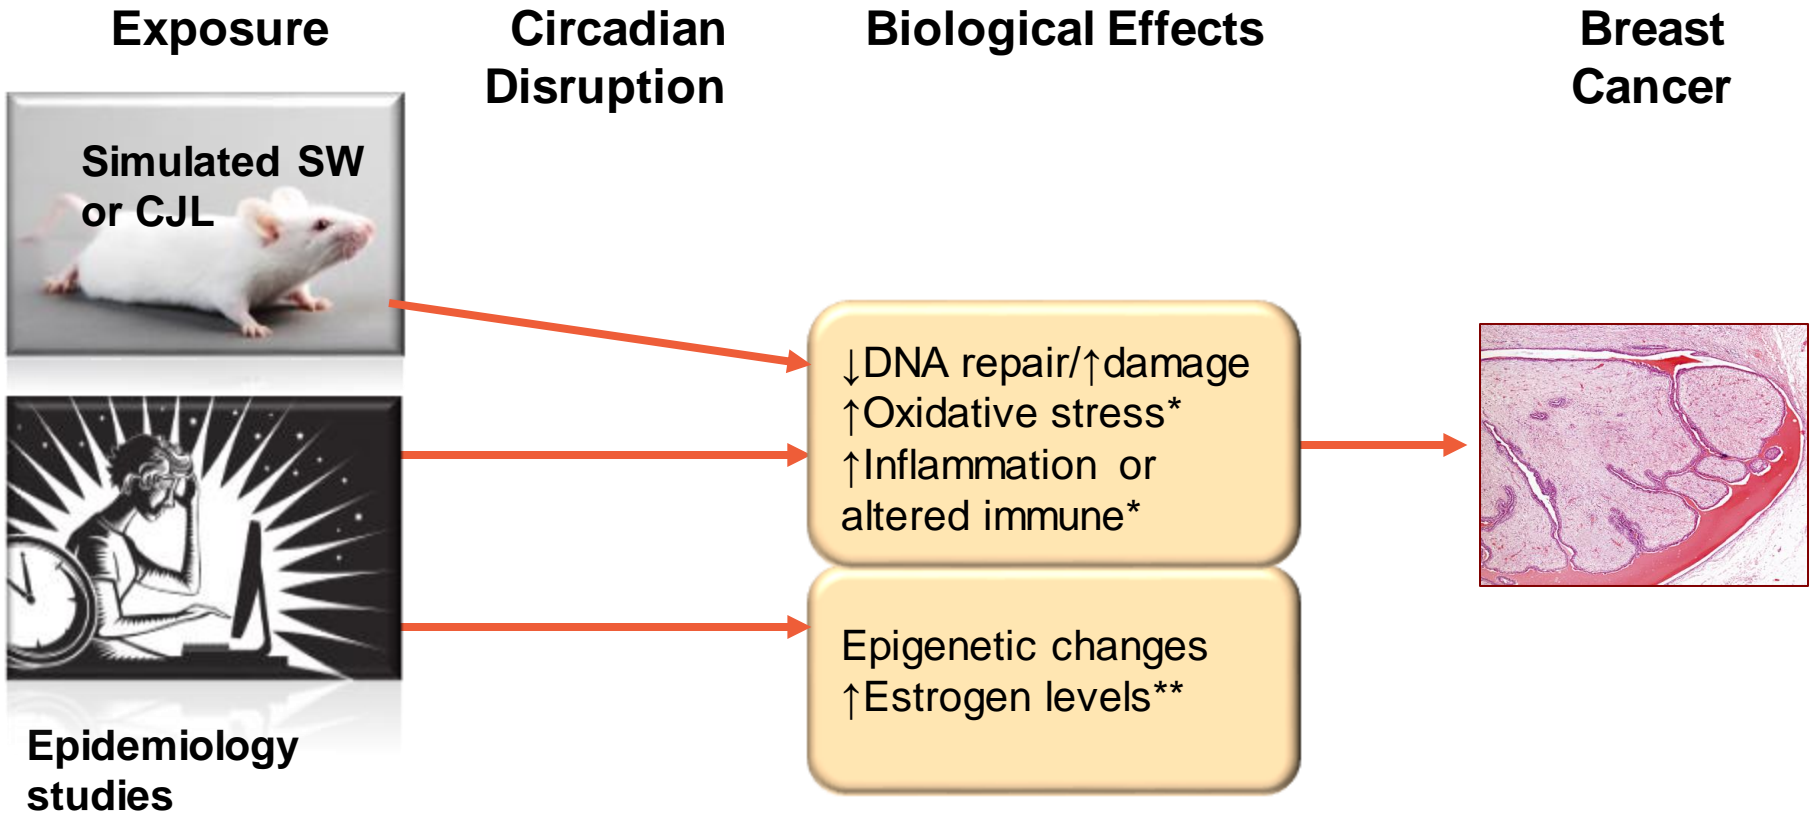 Exposure
Circadian
Disruption
Biological Effects
Breast
Cancer
Simulated SW
or CJL
↓DNA repair/↑damage
↑Oxidative stress*
↑Inflammation or
altered immune*
Epigenetic changes
↑Estrogen levels**
Epidemiology
studies